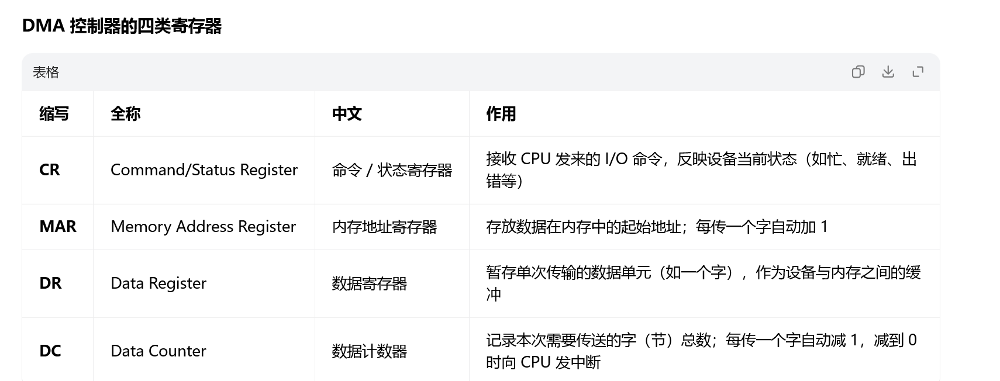 DMA 控制器的四类寄存器
表格
缩写 全称 中文 作用
CR Command/Status Register 命令 / 状态寄存器 接收 CPU 发来的 I/O 命令，反映设备当前状态（如忙、就绪、出
错等）
MAR Memory Address Register 内存地址寄存器 存放数据在内存中的起始地址；每传一个字自动加 1
DR Data Register 数据寄存器 暂存单次传输的数据单元（如一个字），作为设备与内存之间的缓
冲
DC Data Counter 数据计数器 记录本次需要传送的字（节）总数；每传一个字自动减 1，减到 0
时向 CPU 发中断